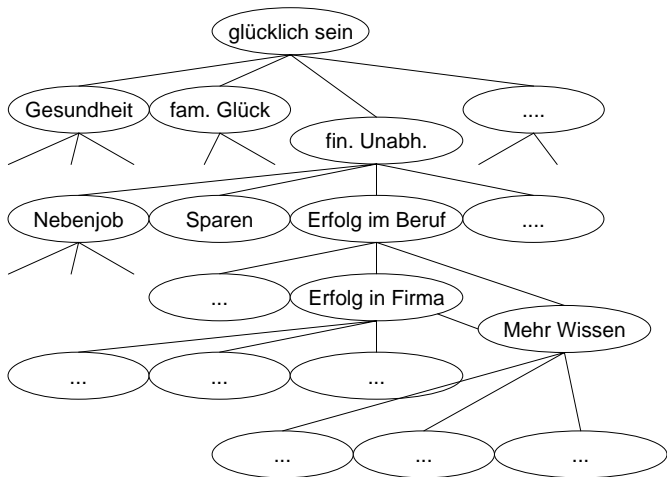 glücklich sein
Gesundheit
fam. Glück
....
fin. Unabh.
Nebenjob
Sparen
Erfolg im Beruf
....
...
Erfolg in Firma
Mehr Wissen
...
...
...
...
...
...